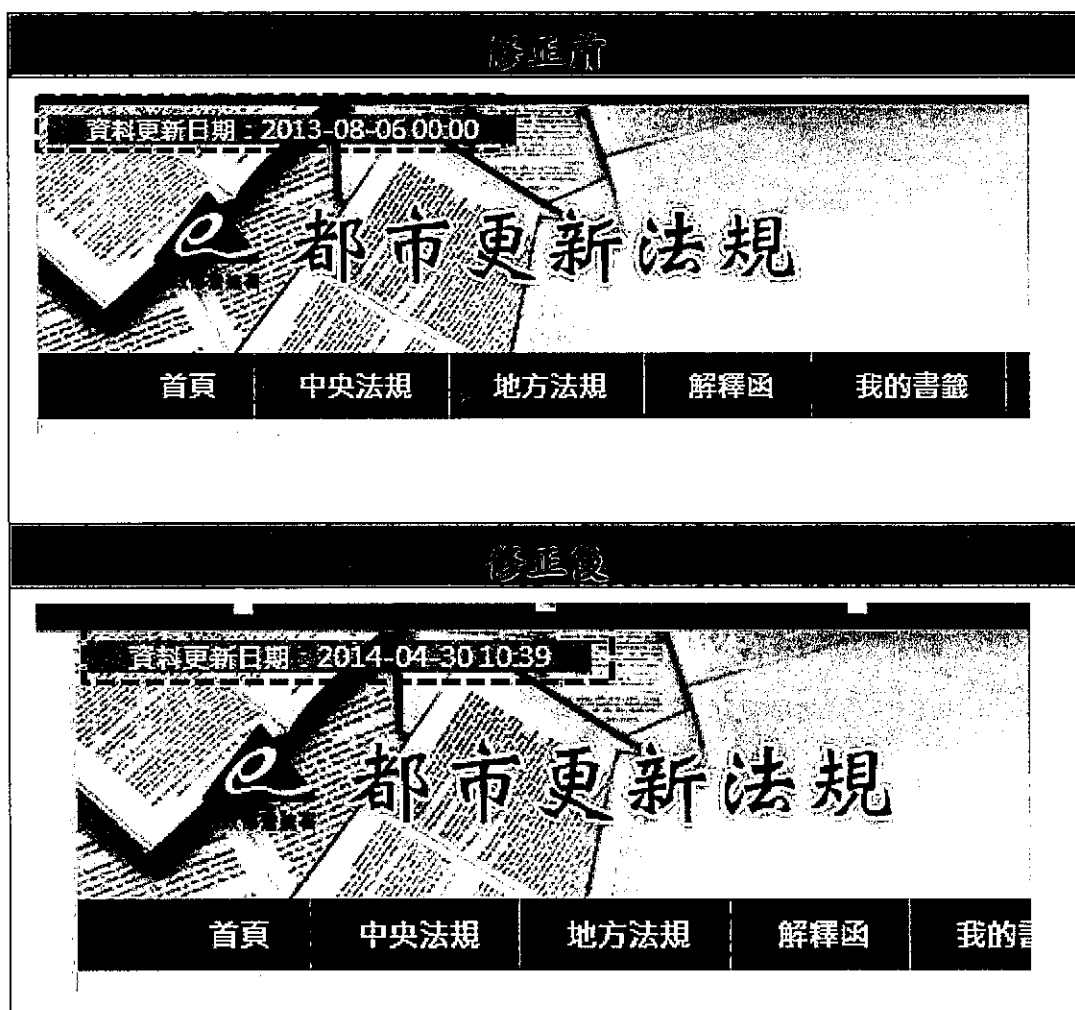 修正前
資料更新日期：2013-08-06 00:00
都市更新法規
首頁 中央法規 地方法規 解釋函 我的書籤
修正後
資料更新日期：2014-04-30 10:39
都市更新法規
首頁 中央法規 地方法規 解釋函 我的書